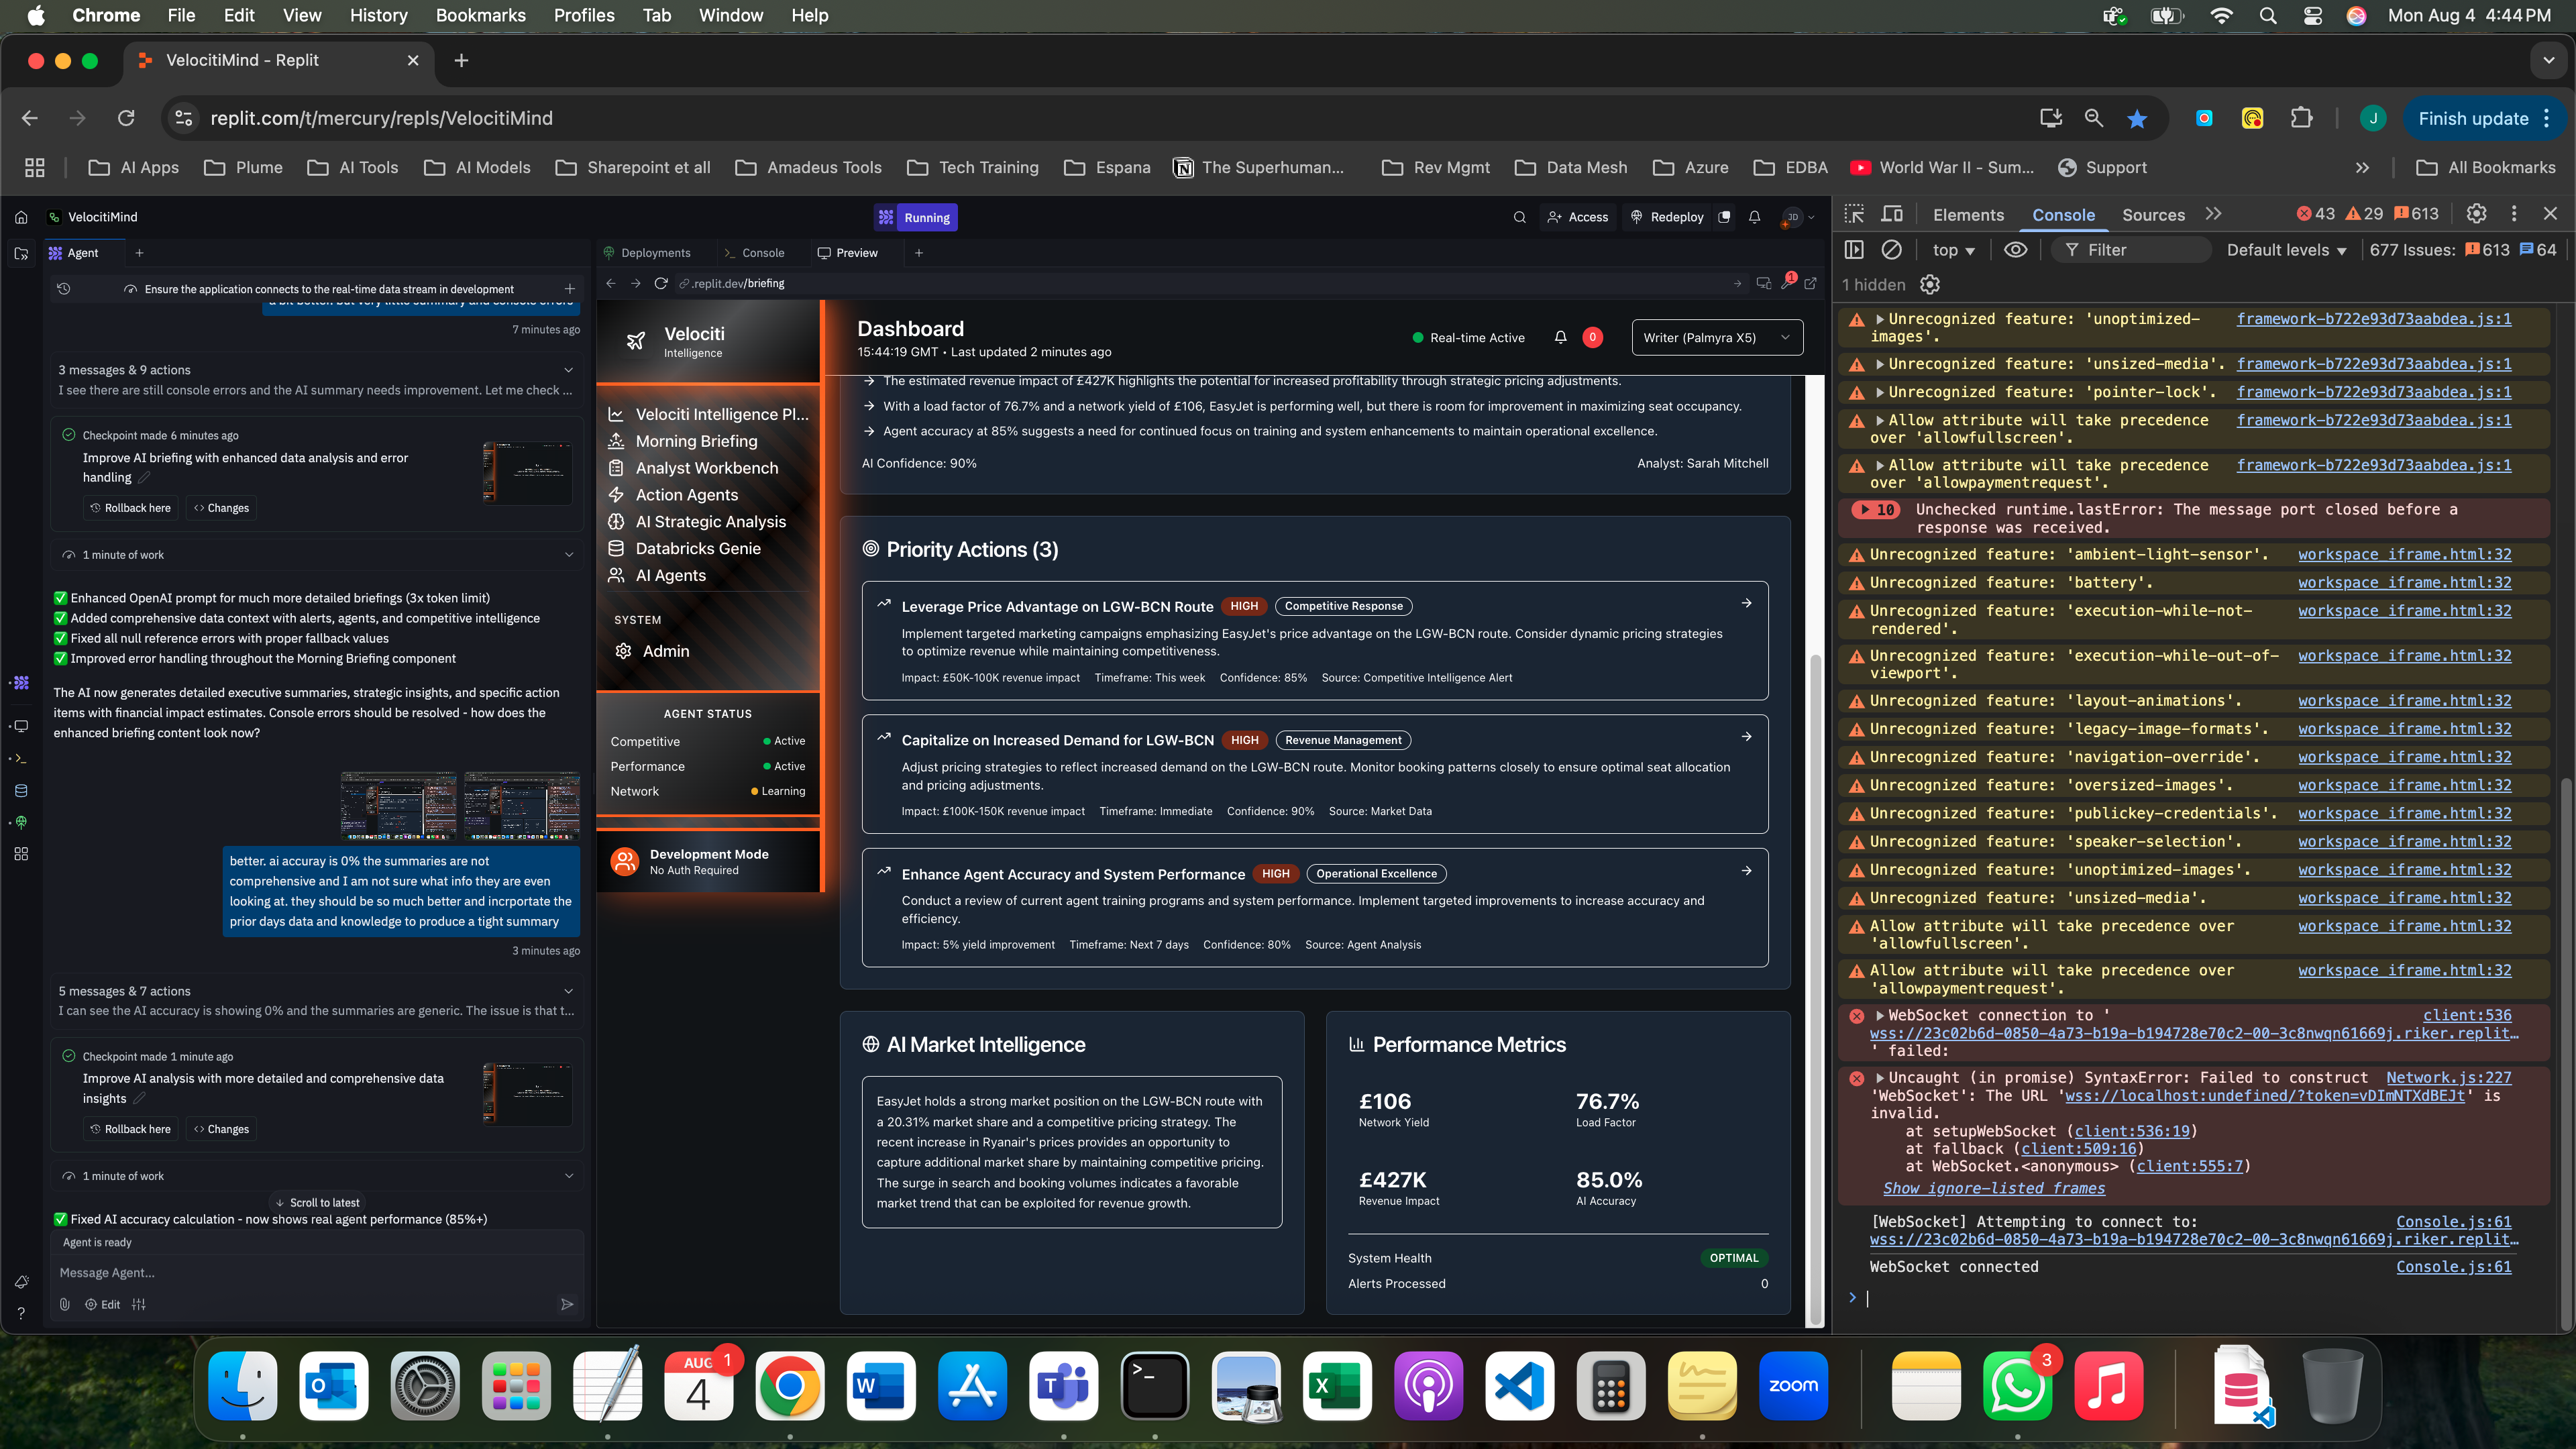 Chrome File Edit View History Bookmarks Profiles Tab Window Help
Mon Aug 4 4:44 PM
VelocitiMind - Replit
replit.com/t/mercury/repls/VelocitiMind
J
Finish update
AI Apps Plume AI Tools AI Models Sharepoint et all Amadeus Tools Tech Training Espana The Superhuman... Rev Mgmt Data Mesh Azure EDBA World War II - Sum... Support
All Bookmarks
VelocitiMind
Running
Access
Redeploy
JD
Agent
Ensure the application connects to the real-time data stream in development
a bit better. but very little summary and console errors
7 minutes ago
3 messages & 9 actions
I see there are still console errors and the AI summary needs improvement. Let me check ...
Checkpoint made 6 minutes ago
Improve AI briefing with enhanced data analysis and error
handling
Rollback here
Changes
1 minute of work
✅ Enhanced OpenAI prompt for much more detailed briefings (3x token limit)
✅ Added comprehensive data context with alerts, agents, and competitive intelligence
✅ Fixed all null reference errors with proper fallback values
✅ Improved error handling throughout the Morning Briefing component
The AI now generates detailed executive summaries, strategic insights, and specific action
items with financial impact estimates. Console errors should be resolved - how does the
enhanced briefing content look now?
better. ai accuray is 0% the summaries are not
comprehensive and I am not sure what info they are even
looking at. they should be so much better and incrportate the
prior days data and knowledge to produce a tight summary
3 minutes ago
5 messages & 7 actions
I can see the AI accuracy is showing 0% and the summaries are generic. The issue is that t...
Checkpoint made 1 minute ago
Improve AI analysis with more detailed and comprehensive data
insights
Rollback here
Changes
1 minute of work
Scroll to latest
✅ Fixed AI accuracy calculation - now shows real agent performance (85%+)
Agent is ready
Message Agent...
Edit
Deployments
Console
Preview
.replit.dev/briefing
1
Velociti
Intelligence
Velociti Intelligence Pl...
Morning Briefing
Analyst Workbench
Action Agents
AI Strategic Analysis
Databricks Genie
AI Agents
SYSTEM
Admin
AGENT STATUS
Competitive Active
Performance Active
Network Learning
Development Mode
No Auth Required
Dashboard
15:44:19 GMT • Last updated 2 minutes ago
Real-time Active
0
Writer (Palmyra X5)
→ The estimated revenue impact of £427K highlights the potential for increased profitability through strategic pricing adjustments.
→ With a load factor of 76.7% and a network yield of £106, EasyJet is performing well, but there is room for improvement in maximizing seat occupancy.
→ Agent accuracy at 85% suggests a need for continued focus on training and system enhancements to maintain operational excellence.
AI Confidence: 90%
Analyst: Sarah Mitchell
Priority Actions (3)
Leverage Price Advantage on LGW-BCN Route HIGH Competitive Response
Implement targeted marketing campaigns emphasizing EasyJet's price advantage on the LGW-BCN route. Consider dynamic pricing strategies
to optimize revenue while maintaining competitiveness.
Impact: £50K-100K revenue impact Timeframe: This week Confidence: 85% Source: Competitive Intelligence Alert
Capitalize on Increased Demand for LGW-BCN HIGH Revenue Management
Adjust pricing strategies to reflect increased demand on the LGW-BCN route. Monitor booking patterns closely to ensure optimal seat allocation
and pricing adjustments.
Impact: £100K-150K revenue impact Timeframe: Immediate Confidence: 90% Source: Market Data
Enhance Agent Accuracy and System Performance HIGH Operational Excellence
Conduct a review of current agent training programs and system performance. Implement targeted improvements to increase accuracy and
efficiency.
Impact: 5% yield improvement Timeframe: Next 7 days Confidence: 80% Source: Agent Analysis
AI Market Intelligence
EasyJet holds a strong market position on the LGW-BCN route with
a 20.31% market share and a competitive pricing strategy. The
recent increase in Ryanair's prices provides an opportunity to
capture additional market share by maintaining competitive pricing.
The surge in search and booking volumes indicates a favorable
market trend that can be exploited for revenue growth.
Performance Metrics
£106 76.7%
Network Yield Load Factor
£427K 85.0%
Revenue Impact AI Accuracy
System Health OPTIMAL
Alerts Processed 0
Elements Console Sources 43 29 613
top Filter Default levels 677 Issues: 613 64
1 hidden
Unrecognized feature: 'unoptimized- framework-b722e93d73aabdea.js:1
images'.
Unrecognized feature: 'unsized-media'. framework-b722e93d73aabdea.js:1
Unrecognized feature: 'pointer-lock'. framework-b722e93d73aabdea.js:1
Allow attribute will take precedence framework-b722e93d73aabdea.js:1
over 'allowfullscreen'.
Allow attribute will take precedence framework-b722e93d73aabdea.js:1
over 'allowpaymentrequest'.
10 Unchecked runtime.lastError: The message port closed before a
response was received.
Unrecognized feature: 'ambient-light-sensor'. workspace_iframe.html:32
Unrecognized feature: 'battery'. workspace_iframe.html:32
Unrecognized feature: 'execution-while-not- workspace_iframe.html:32
rendered'.
Unrecognized feature: 'execution-while-out-of- workspace_iframe.html:32
viewport'.
Unrecognized feature: 'layout-animations'. workspace_iframe.html:32
Unrecognized feature: 'legacy-image-formats'. workspace_iframe.html:32
Unrecognized feature: 'navigation-override'. workspace_iframe.html:32
Unrecognized feature: 'oversized-images'. workspace_iframe.html:32
Unrecognized feature: 'publickey-credentials'. workspace_iframe.html:32
Unrecognized feature: 'speaker-selection'. workspace_iframe.html:32
Unrecognized feature: 'unoptimized-images'. workspace_iframe.html:32
Unrecognized feature: 'unsized-media'. workspace_iframe.html:32
Allow attribute will take precedence over workspace_iframe.html:32
'allowfullscreen'.
Allow attribute will take precedence over workspace_iframe.html:32
'allowpaymentrequest'.
WebSocket connection to ' client:536
wss://23c02b6d-0850-4a73-b19a-b194728e70c2-00-3c8nwqn61669j.riker.replit…
' failed:
Uncaught (in promise) SyntaxError: Failed to construct Network.js:227
'WebSocket': The URL 'wss://localhost:undefined/?token=vDImNTXdBEJt' is
invalid.
at setupWebSocket (client:536:19)
at fallback (client:509:16)
at WebSocket.<anonymous> (client:555:7)
Show ignore-listed frames
[WebSocket] Attempting to connect to: Console.js:61
wss://23c02b6d-0850-4a73-b19a-b194728e70c2-00-3c8nwqn61669j.riker.replit…
WebSocket connected Console.js:61
AUG
4
1
zoom
3